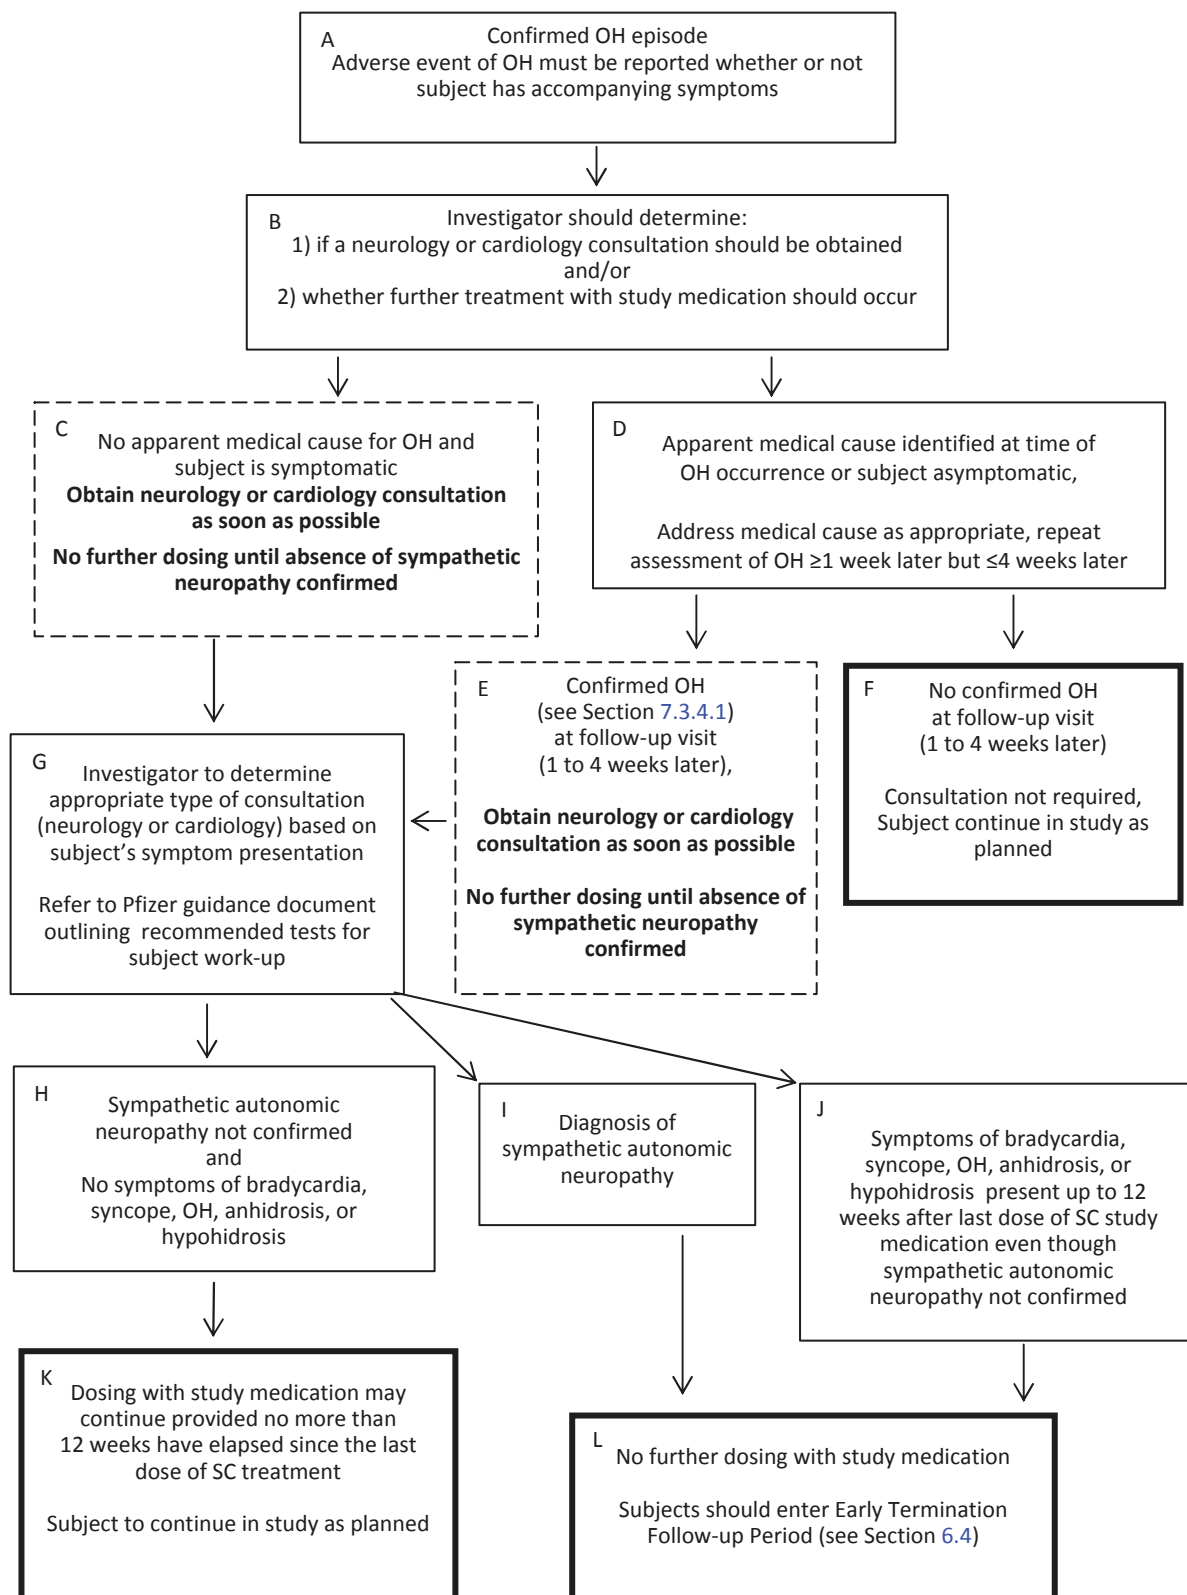 A
Confirmed OH episode
Adverse event of OH must be reported whether or not
subject has accompanying symptoms
B
Investigator should determine:
1) if a neurology or cardiology consultation should be obtained
and/or
2) whether further treatment with study medication should occur
C
No apparent medical cause for OH and
subject is symptomatic
Obtain neurology or cardiology consultation
as soon as possible
No further dosing until absence of sympathetic
neuropathy confirmed
D
Apparent medical cause identified at time of
OH occurrence or subject asymptomatic,
Address medical cause as appropriate, repeat
assessment of OH ≥1 week later but ≤4 weeks later
E
Confirmed OH
(see Section 7.3.4.1)
at follow-up visit
(1 to 4 weeks later),
Obtain neurology or cardiology
consultation as soon as possible
No further dosing until absence of
sympathetic neuropathy
confirmed
F
No confirmed OH
at follow-up visit
(1 to 4 weeks later)
Consultation not required,
Subject continue in study as
planned
G
Investigator to determine
appropriate type of consultation
(neurology or cardiology) based on
subject's symptom presentation
Refer to Pfizer guidance document
outlining recommended tests for
subject work-up
H
Sympathetic autonomic
neuropathy not confirmed
and
No symptoms of bradycardia,
syncope, OH, anhidrosis, or
hypohidrosis
I
Diagnosis of
sympathetic autonomic
neuropathy
J
Symptoms of bradycardia,
syncope, OH, anhidrosis, or
hypohidrosis present up to 12
weeks after last dose of SC study
medication even though
sympathetic autonomic
neuropathy not confirmed
K
Dosing with study medication may
continue provided no more than
12 weeks have elapsed since the last
dose of SC treatment
Subject to continue in study as planned
L
No further dosing with study medication
Subjects should enter Early Termination
Follow-up Period (see Section 6.4)